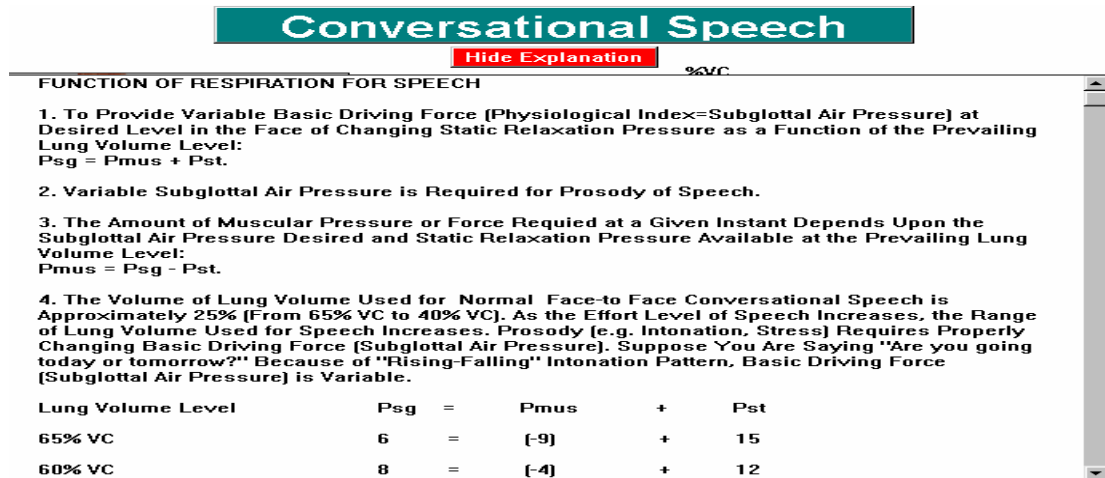 Conversational Speech
Hide Explanation
%VC
FUNCTION OF RESPIRATION FOR SPEECH
1. To Provide Variable Basic Driving Force (Physiological Index=Subglottal Air Pressure) at
Desired Level in the Face of Changing Static Relaxation Pressure as a Function of the Prevailing
Lung Volume Level:
Psg = Pmus + Pst.
2. Variable Subglottal Air Pressure is Required for Prosody of Speech.
3. The Amount of Muscular Pressure or Force Requied at a Given Instant Depends Upon the
Subglottal Air Pressure Desired and Static Relaxation Pressure Available at the Prevailing Lung
Volume Level:
Pmus = Psg - Pst.
4. The Volume of Lung Volume Used for Normal Face-to Face Conversational Speech is
Approximately 25% (From 65% VC to 40% VC). As the Effort Level of Speech Increases, the Range
of Lung Volume Used for Speech Increases. Prosody (e.g. Intonation, Stress) Requires Properly
Changing Basic Driving Force (Subglottal Air Pressure). Suppose You Are Saying "Are you going
today or tomorrow?" Because of "Rising-Falling" Intonation Pattern, Basic Driving Force
(Subglottal Air Pressure) is Variable.
Lung Volume Level Psg = Pmus + Pst
65% VC 6 = (-9) + 15
60% VC 8 = (-4) + 12